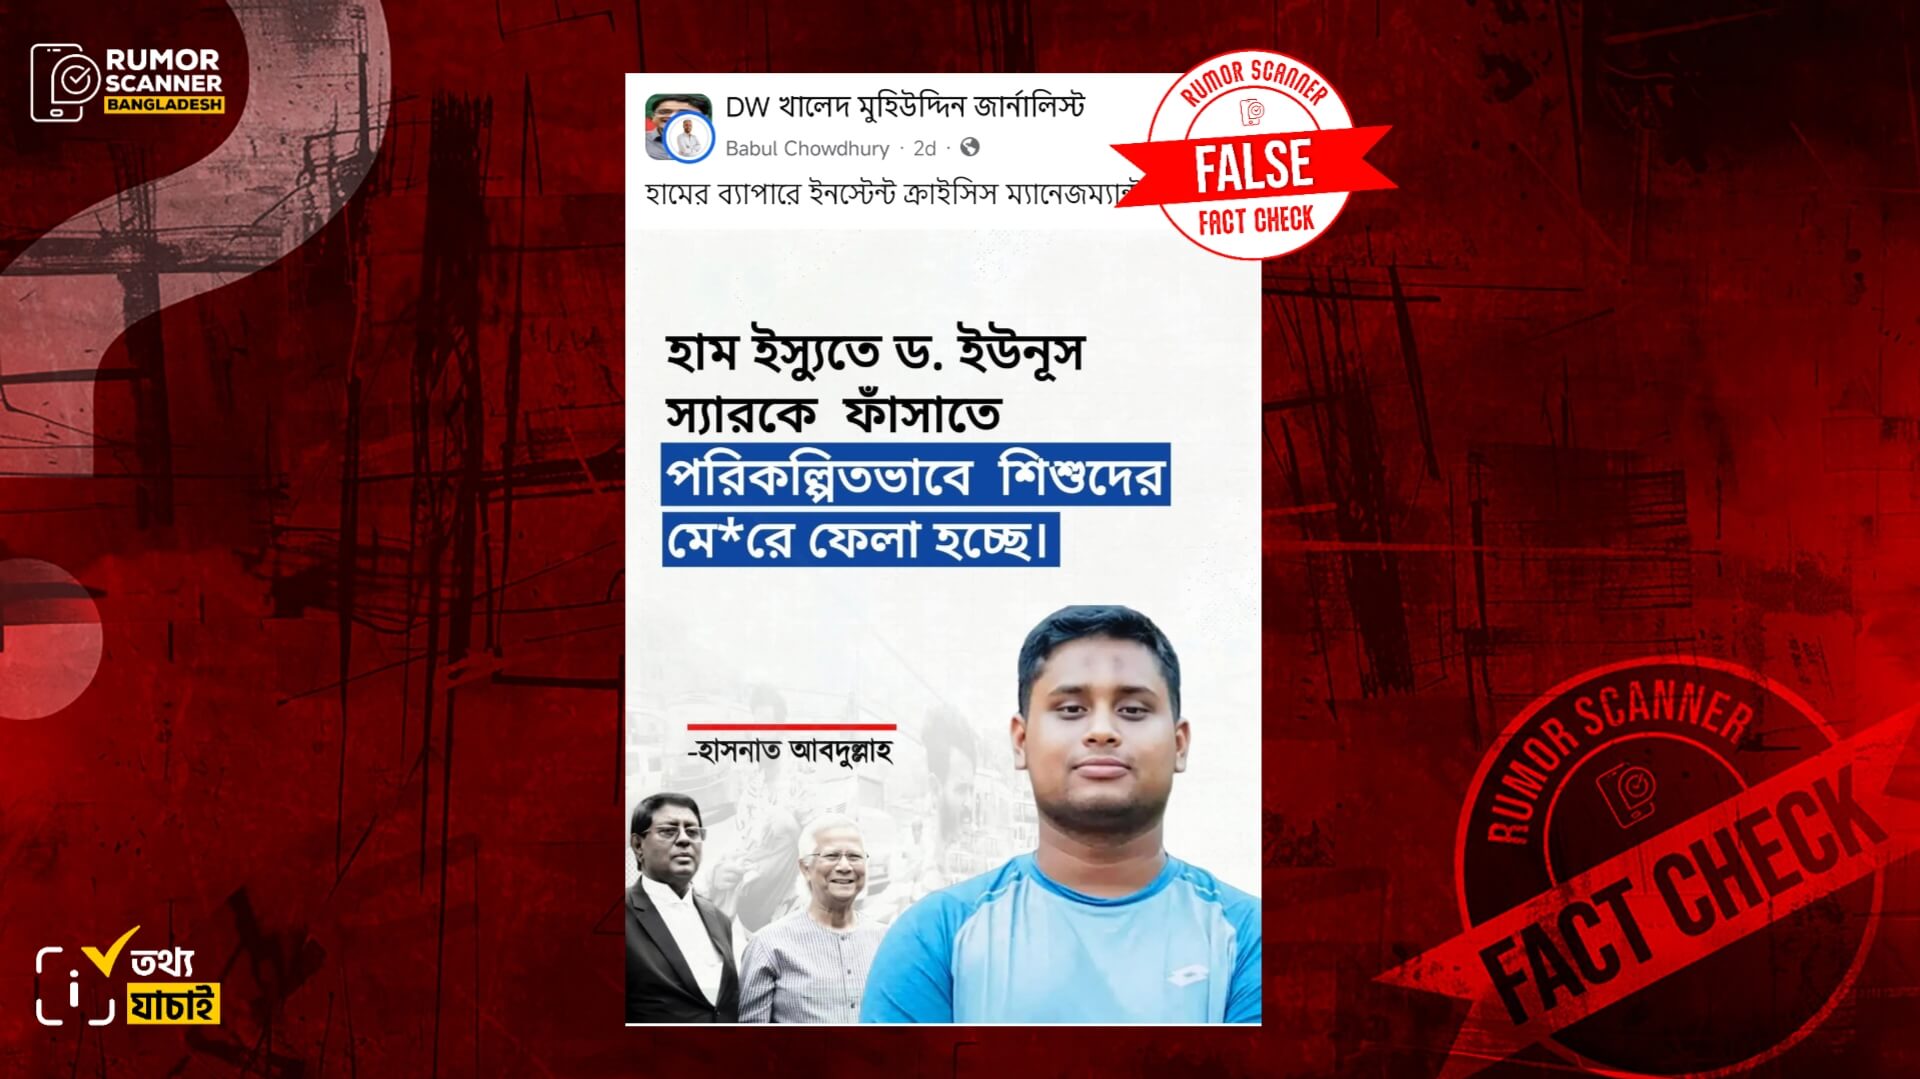 RUMOR
SCANNER
BANGLADESH
DW খালেদ মুহিউদ্দিন জার্নালিস্ট
Babul Chowdhury · 2d ·
হামের ব্যাপারে ইনস্টেন্ট ক্রাইসিস
RUMOR SCANNER
FALSE
FACT CHECK
হাম ইস্যুতে ড. ইউনূস
স্যারকে ফাঁসাতে
পরিকল্পিতভাবে শিশুদের
মে*রে ফেলা হচ্ছে।
-হাসনাত আবদুল্লাহ
RUMOR SCANNER
FACT CHECK
তথ্য
যাচাই